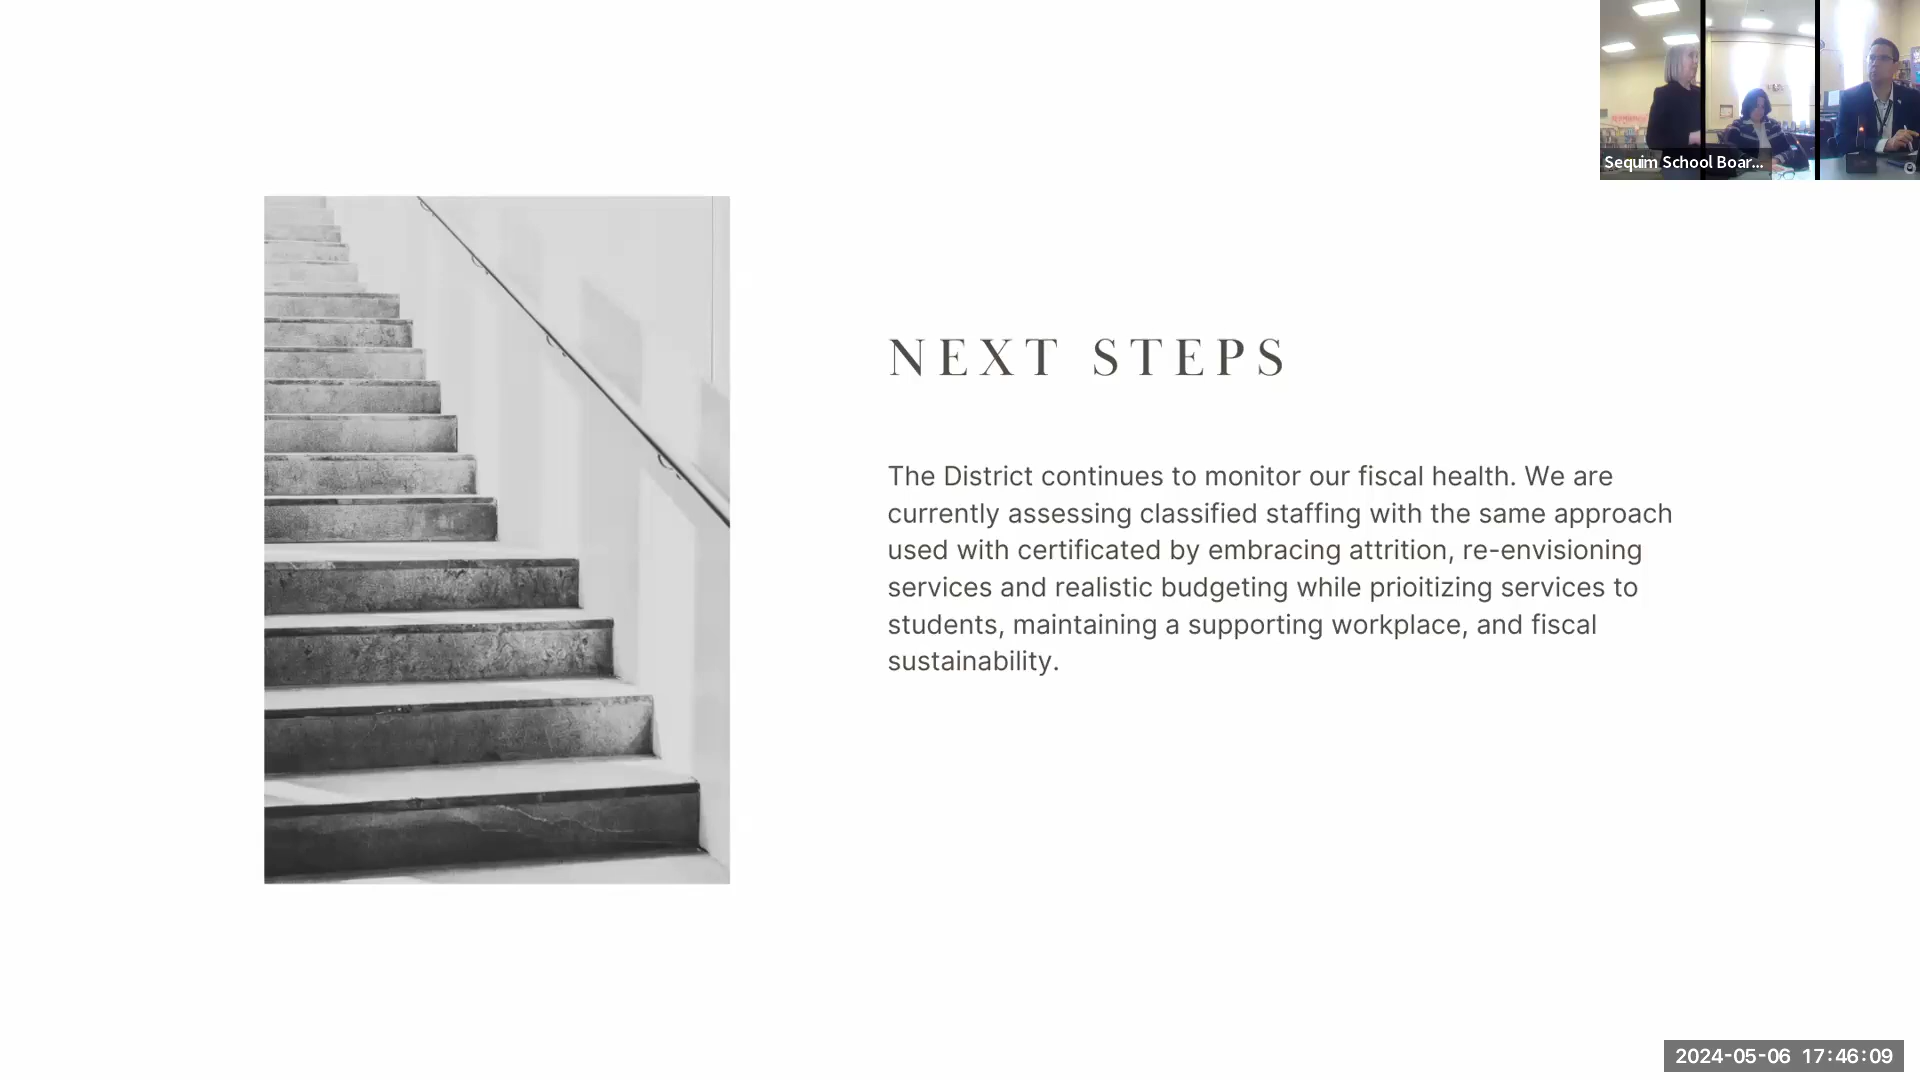 Sequim School Boar...
NEXT STEPS
The District continues to monitor our fiscal health. We are
currently assessing classified staffing with the same approach
used with certificated by embracing attrition, re-envisioning
services and realistic budgeting while prioitizing services to
students, maintaining a supporting workplace, and fiscal
sustainability.
2024-05-06 17:46:09